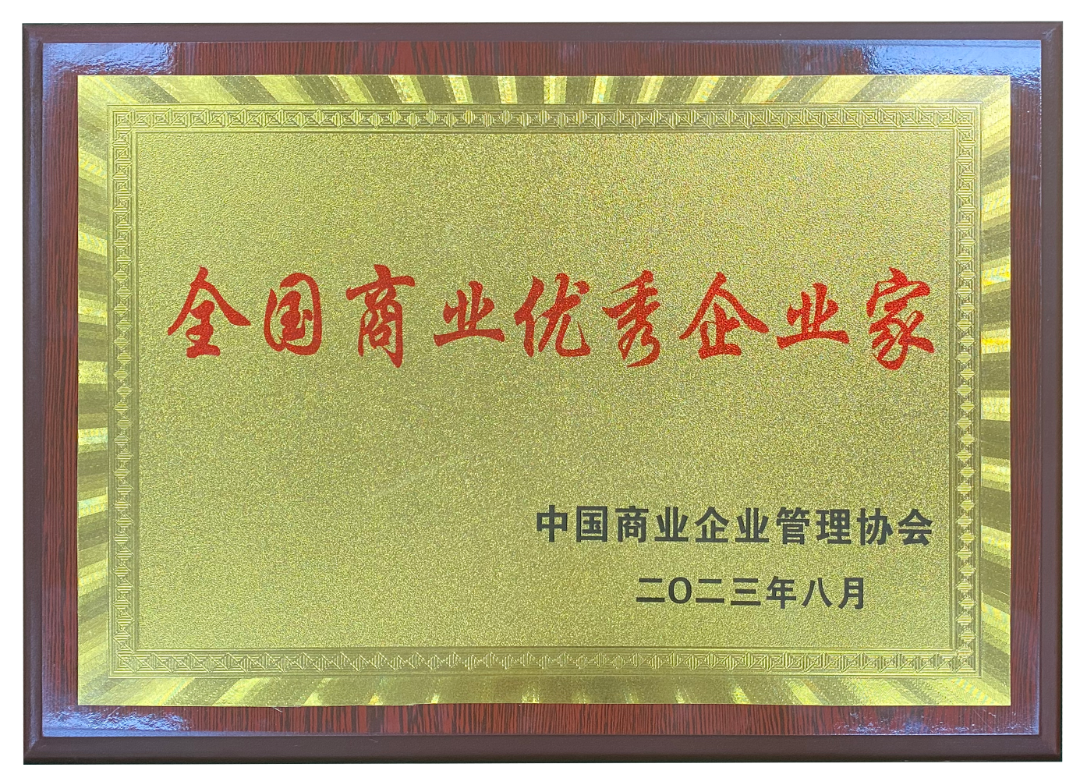 全国商业优秀企业家
中国商业企业管理协会
二〇二三年八月